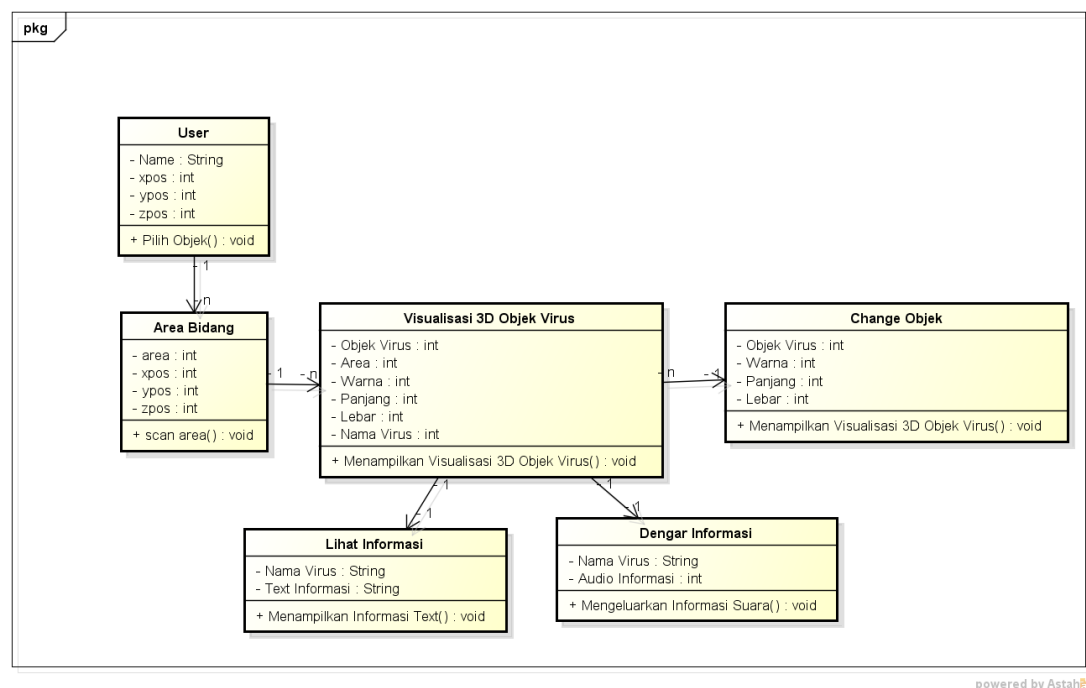 pkg
User
- Name : String
- xpos : int
- ypos : int
- zpos : int
+ Pilih Objek() : void
- 1
- n
Area Bidang
- area : int
- xpos : int
- ypos : int
- zpos : int
+ scan area() : void
- 1
- n
Visualisasi 3D Objek Virus
- Objek Virus : int
- Area : int
- Warna : int
- Panjang : int
- Lebar : int
- Nama Virus : int
+ Menampilkan Visualisasi 3D Objek Virus() : void
- n
- 1
Change Objek
- Objek Virus : int
- Warna : int
- Panjang : int
- Lebar : int
+ Menampilkan Visualisasi 3D Objek Virus() : void
- 1
- 1
Lihat Informasi
- Nama Virus : String
- Text Informasi : String
+ Menampilkan Informasi Text() : void
- 1
- 1
Dengar Informasi
- Nama Virus : String
- Audio Informasi : int
+ Mengeluarkan Informasi Suara() : void
powered by Astah